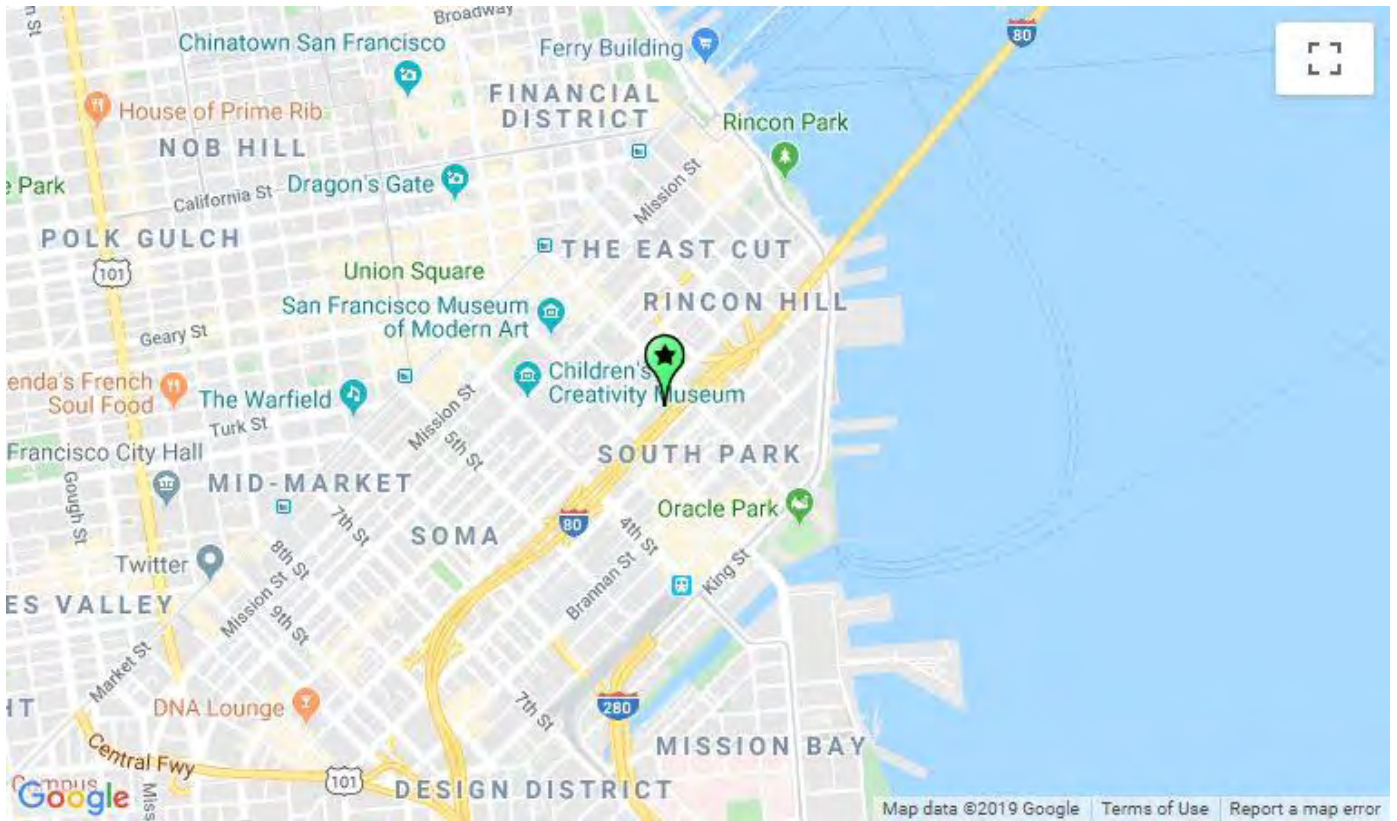 n St
Broadway
80
Chinatown San Francisco
Ferry Building
FINANCIAL
DISTRICT
House of Prime Rib
Rincon Park
NOB HILL
Mission St
e Park
Dragon's Gate
California St
POLK GULCH
THE EAST CUT
101
Union Square
San Francisco Museum
of Modern Art
RINCON HILL
Geary St
Children's
Creativity Museum
enda's French
Soul Food
The Warfield
Turk St
Mission St
5th St
Francisco City Hall
SOUTH PARK
MID-MARKET
Gough St
7th St
Oracle Park
80
4th St
SOMA
Twitter
8th St
Brannan St
King St
ES VALLEY
Mission St
9th St
Market St
DNA Lounge
7th St
280
HT
MISSION BAY
Central Fwy
101
DESIGN DISTRICT
Campus
Miss
Google
Map data ©2019 Google
Terms of Use
Report a map error